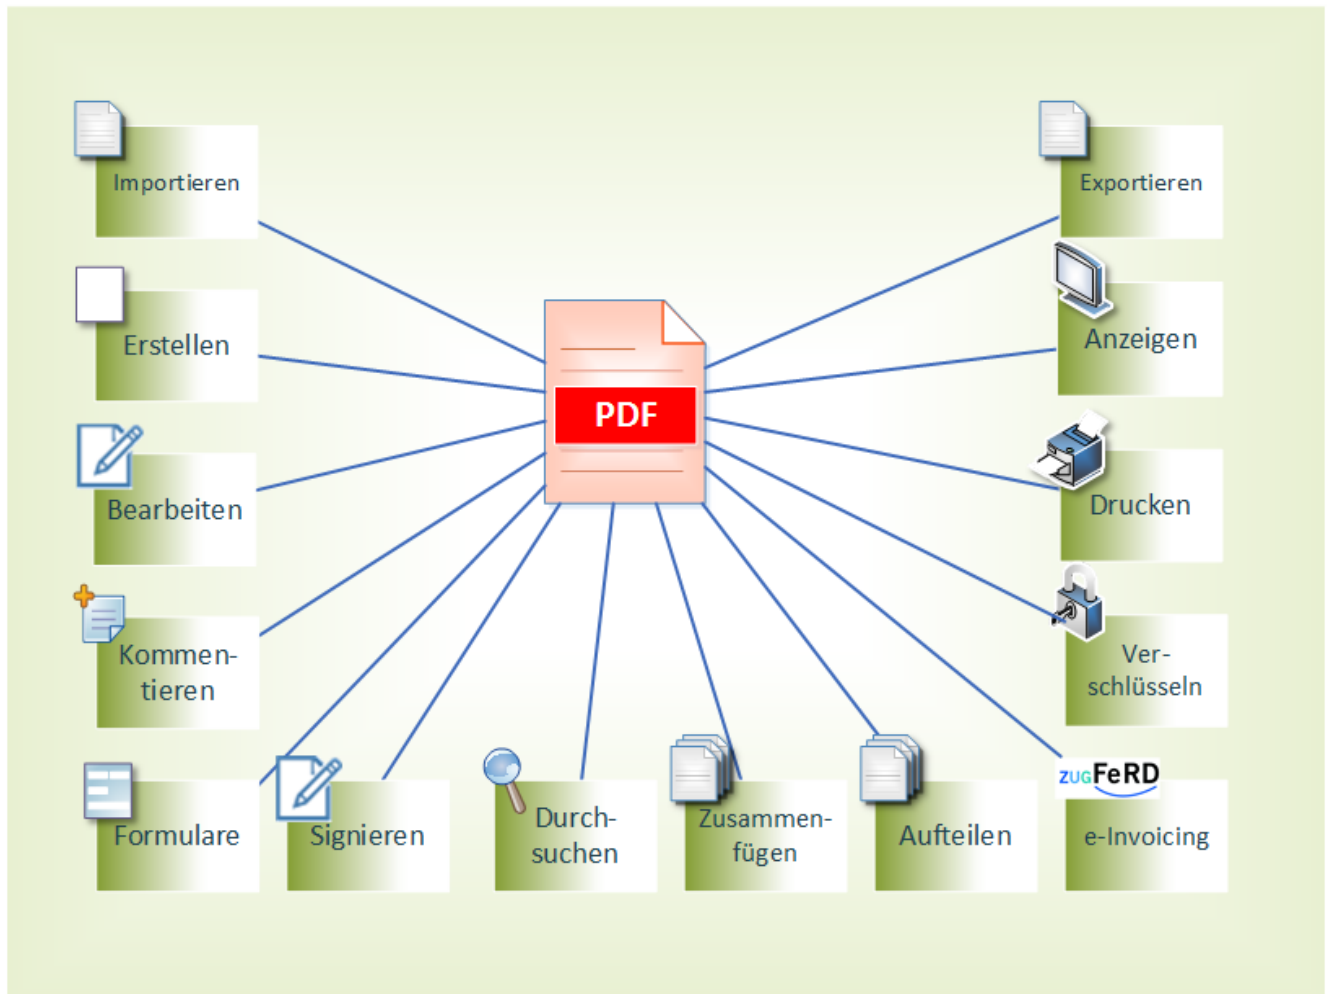 Importieren
Exportieren
Erstellen
Anzeigen
PDF
Bearbeiten
Drucken
Kommen-
tieren
Ver-
schlüsseln
Formulare
Signieren
Durch-
suchen
Zusammen-
fügen
Aufteilen
ZUGFeRD
e-Invoicing